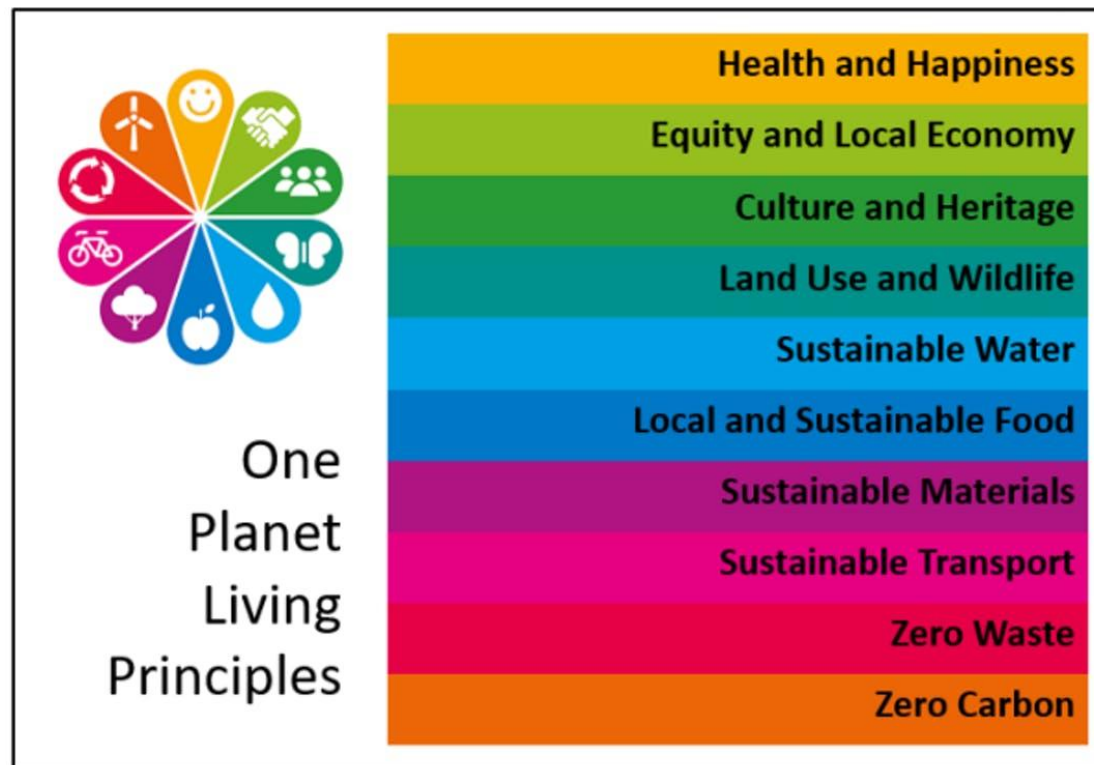 One
Planet
Living
Principles
Health and Happiness
Equity and Local Economy
Culture and Heritage
Land Use and Wildlife
Sustainable Water
Local and Sustainable Food
Sustainable Materials
Sustainable Transport
Zero Waste
Zero Carbon